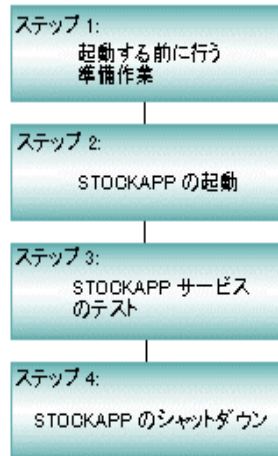 ステップ 1:
起動する前に行う
準備作業
ステップ 2:
STOCKAPP の起動
ステップ 3:
STOCKAPP サービス
のテスト
ステップ 4:
STOCKAPP のシャットダウン